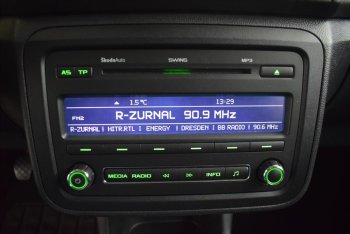 ŠkodaAuto SWING MP3
AS TP
1.5°C 13:29
R-ZURNAL 90.9 MHz
FM2
R-ZURNAL | HITR.RTL | ENERGY | DRESDEN | BB RADIO | 90.6 MHz
MEDIA RADIO INFO